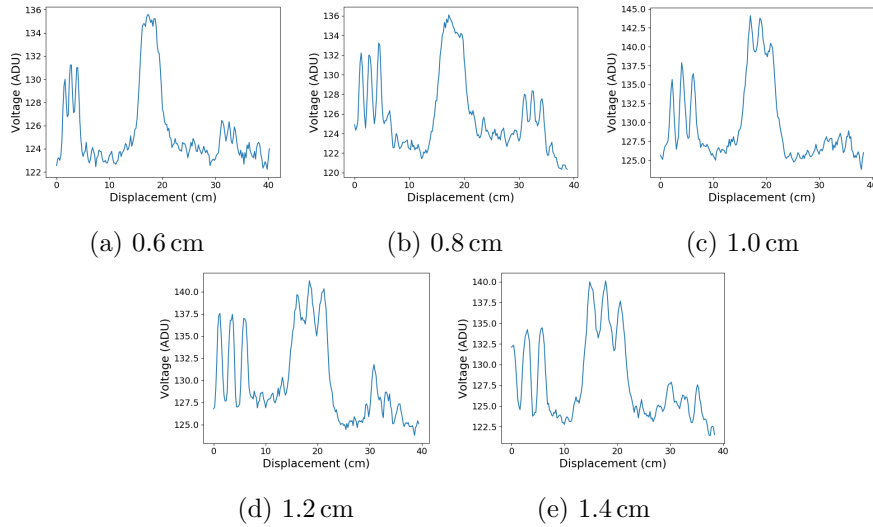 136
134
132
130
128
126
124
122
Voltage (ADU)
0 10 20 30 40
Displacement (cm)
(a) 0.6 cm
136
134
132
130
128
126
124
122
120
Voltage (ADU)
0 10 20 30 40
Displacement (cm)
(b) 0.8 cm
145.0
142.5
140.0
137.5
135.0
132.5
130.0
127.5
125.0
Voltage (ADU)
0 10 20 30 40
Displacement (cm)
(c) 1.0 cm
140.0
137.5
135.0
132.5
130.0
127.5
125.0
Voltage (ADU)
0 10 20 30 40
Displacement (cm)
(d) 1.2 cm
140.0
137.5
135.0
132.5
130.0
127.5
125.0
122.5
Voltage (ADU)
0 10 20 30 40
Displacement (cm)
(e) 1.4 cm